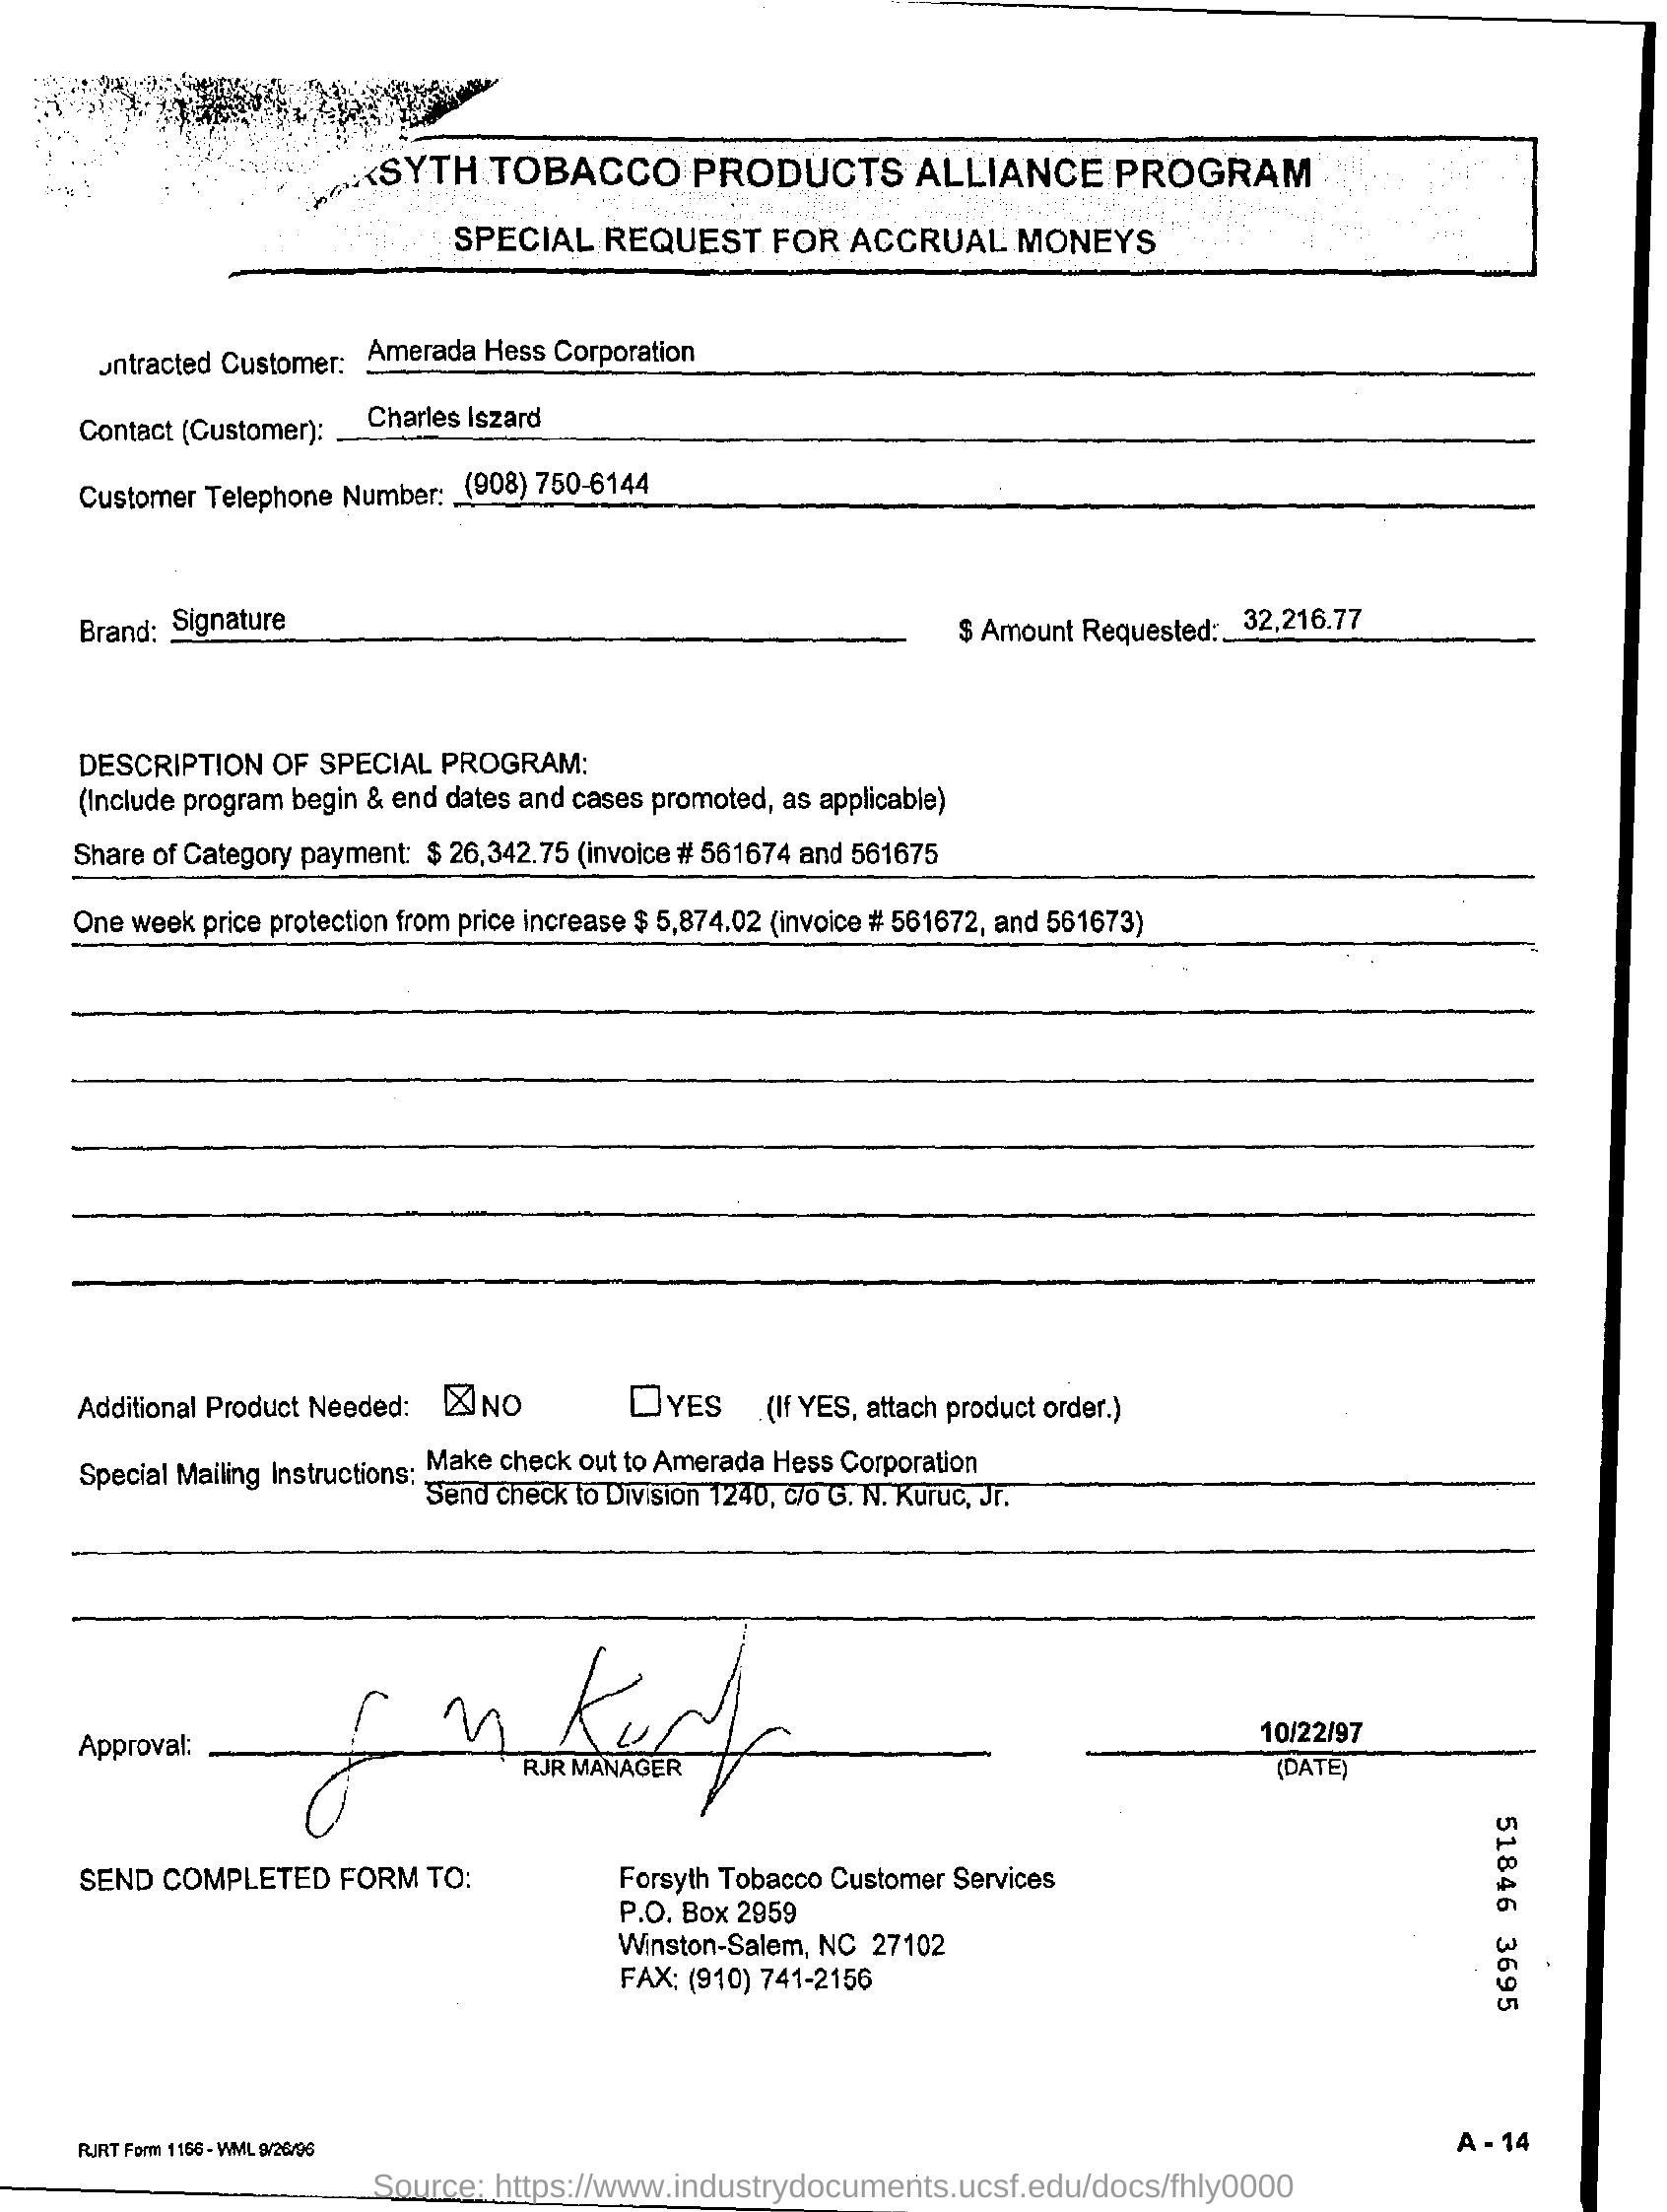 SYTH TOBACCO PRODUCTS ALLIANCE PROGRAM
SPECIAL REQUEST FOR ACCRUAL MONEYS
ntracted Customer: Amerada Hess Corporation
Contact (Customer): Charles Iszard
Customer Telephone Number: (908) 750-6144
Brand: Signature $ Amount Requested: 32,216.77
DESCRIPTION OF SPECIAL PROGRAM:
(Include program begin & end dates and cases promoted, as applicable)
Share of Category payment: $ 26,342.75 (invoice # 561674 and 561675
One week price protection from price increase $ 5,874.02 (invoice # 561672, and 561673)
Additional Product Needed: ☒ NO ☐ YES (If YES, attach product order.)
Special Mailing Instructions: Make check out to Amerada Hess Corporation
Send check to Division 1240, c/o G. N. Kuruc, Jr.
Approval: 10/22/97
RJR MANAGER (DATE)
SEND COMPLETED FORM TO: Forsyth Tobacco Customer Services
P.O. Box 2959
Winston-Salem, NC 27102
FAX: (910) 741-2156
51846 3695
RJRT Form 1166 - WML 9/26/96
A - 14
Source: https://www.industrydocuments.ucsf.edu/docs/fhly0000